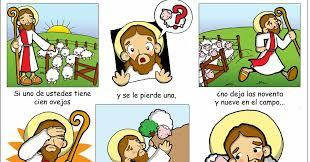 ?
Si uno de ustedes tiene
cien ovejas
y se le pierde una,
¿no deja las noventa
y nueve en el campo...